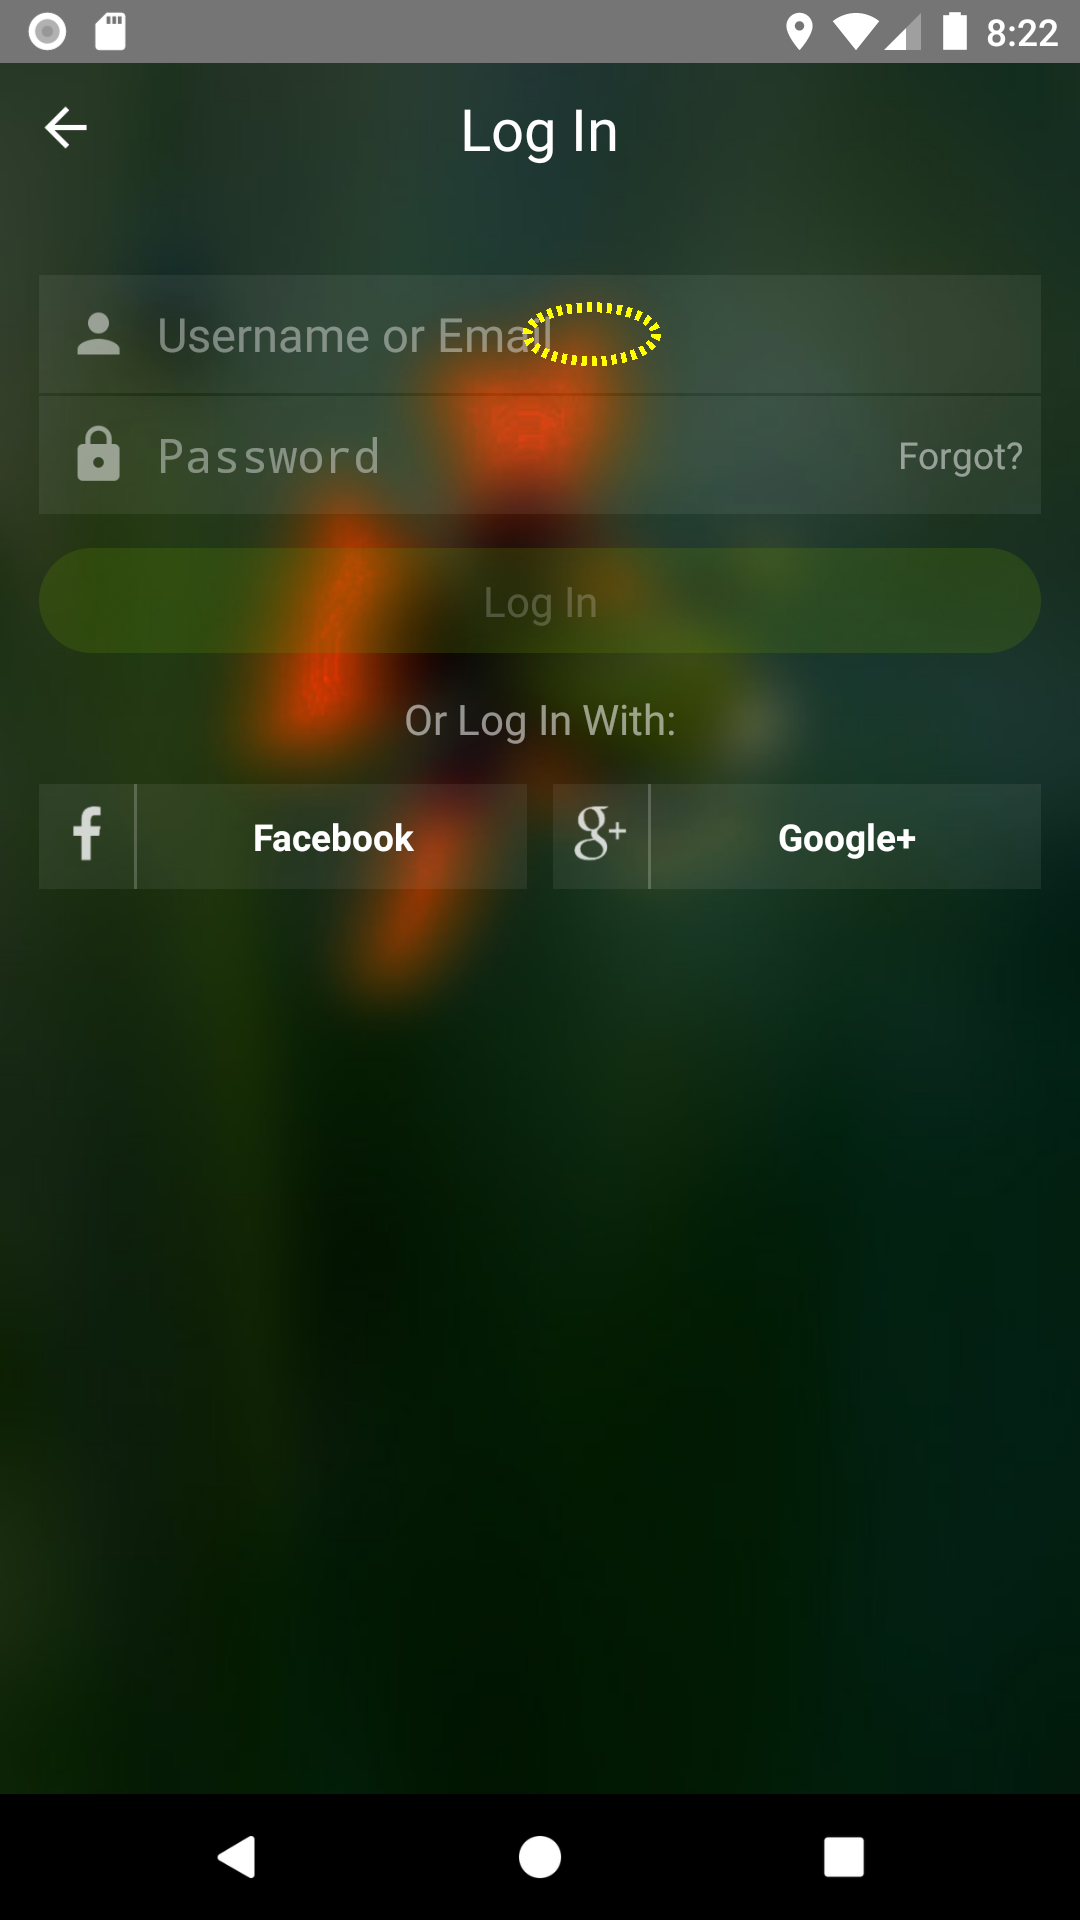 8:22
Log In
Username or Email
Password
Forgot?
Log In
Or Log In With:
Facebook
g+
Google+